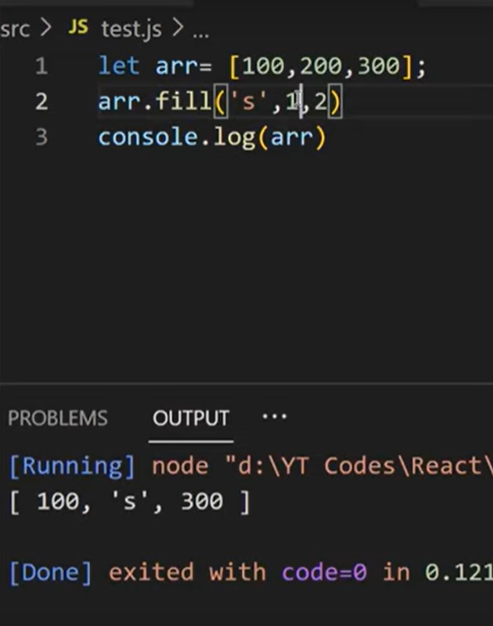 src > JS test.js > ...
1 let arr= [100,200,300];
2 arr.fill('s',1,2)
3 console.log(arr)
PROBLEMS OUTPUT ...
[Running] node "d:\YT Codes\React\
[ 100, 's', 300 ]
[Done] exited with code=0 in 0.121